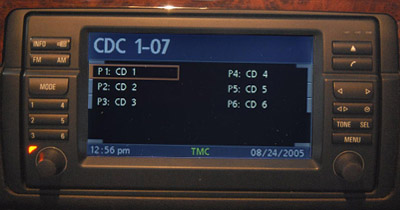 CDC 1-07
P1: CD 1
P2: CD 2
P3: CD 3
P4: CD 4
P5: CD 5
P6: CD 6
12:56 pm TMC 08/24/2005
INFO
FM AM
MODE
1 4
2 5
3 6
TONE SEL
MENU